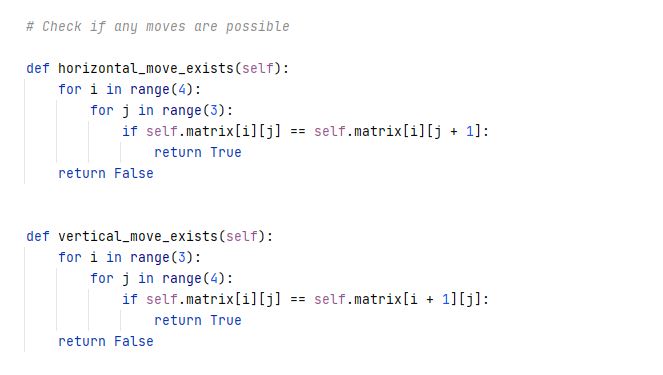 # Check if any moves are possible

def horizontal_move_exists(self):
    for i in range(4):
        for j in range(3):
            if self.matrix[i][j] == self.matrix[i][j + 1]:
                return True
    return False


def vertical_move_exists(self):
    for i in range(3):
        for j in range(4):
            if self.matrix[i][j] == self.matrix[i + 1][j]:
                return True
    return False